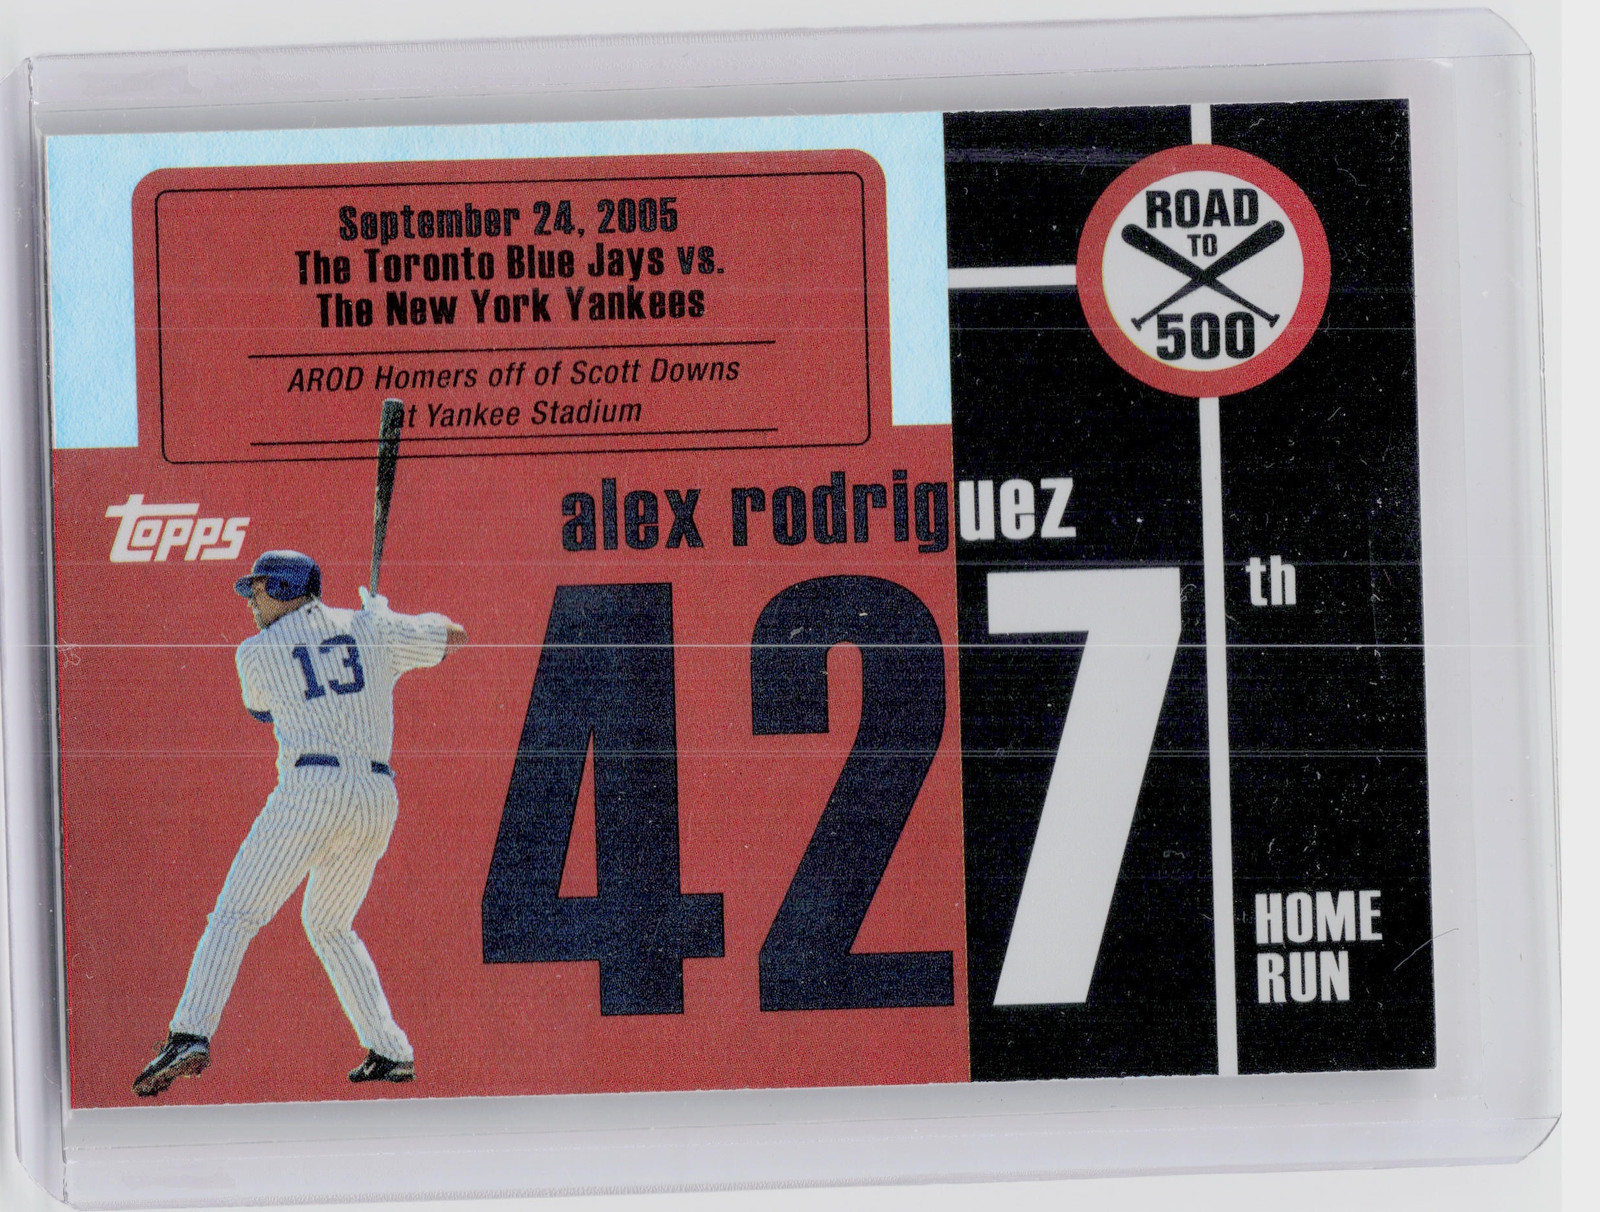 September 24, 2005
The Toronto Blue Jays vs.
The New York Yankees
AROD Homers off of Scott Downs
at Yankee Stadium
ROAD
TO
500
topps
alex rodriguez
13
427
th
HOME
RUN